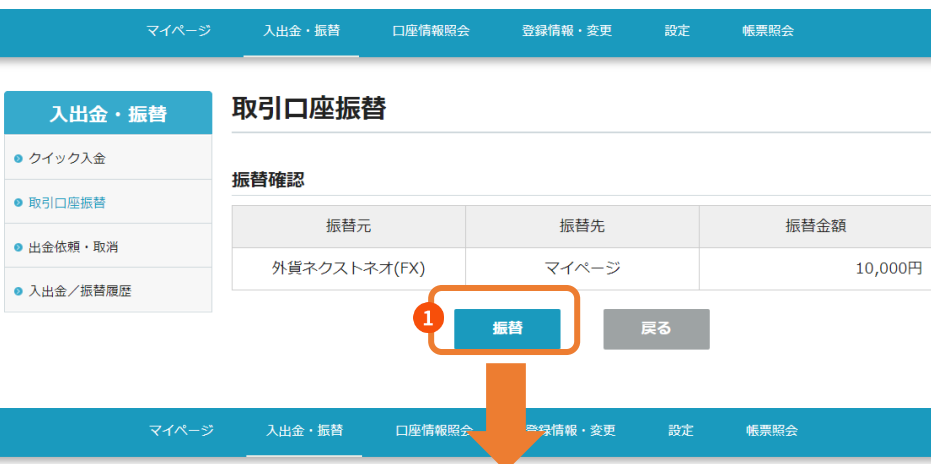 マイページ 入出金・振替 口座情報照会 登録情報・変更 設定 帳票照会
入出金・振替
クイック入金
取引口座振替
出金依頼・取消
入出金／振替履歴
取引口座振替
振替確認
振替元 振替先 振替金額
外貨ネクストネオ(FX) マイページ 10,000円
1 振替 戻る
マイページ 入出金・振替 口座情報照会 登録情報・変更 設定 帳票照会